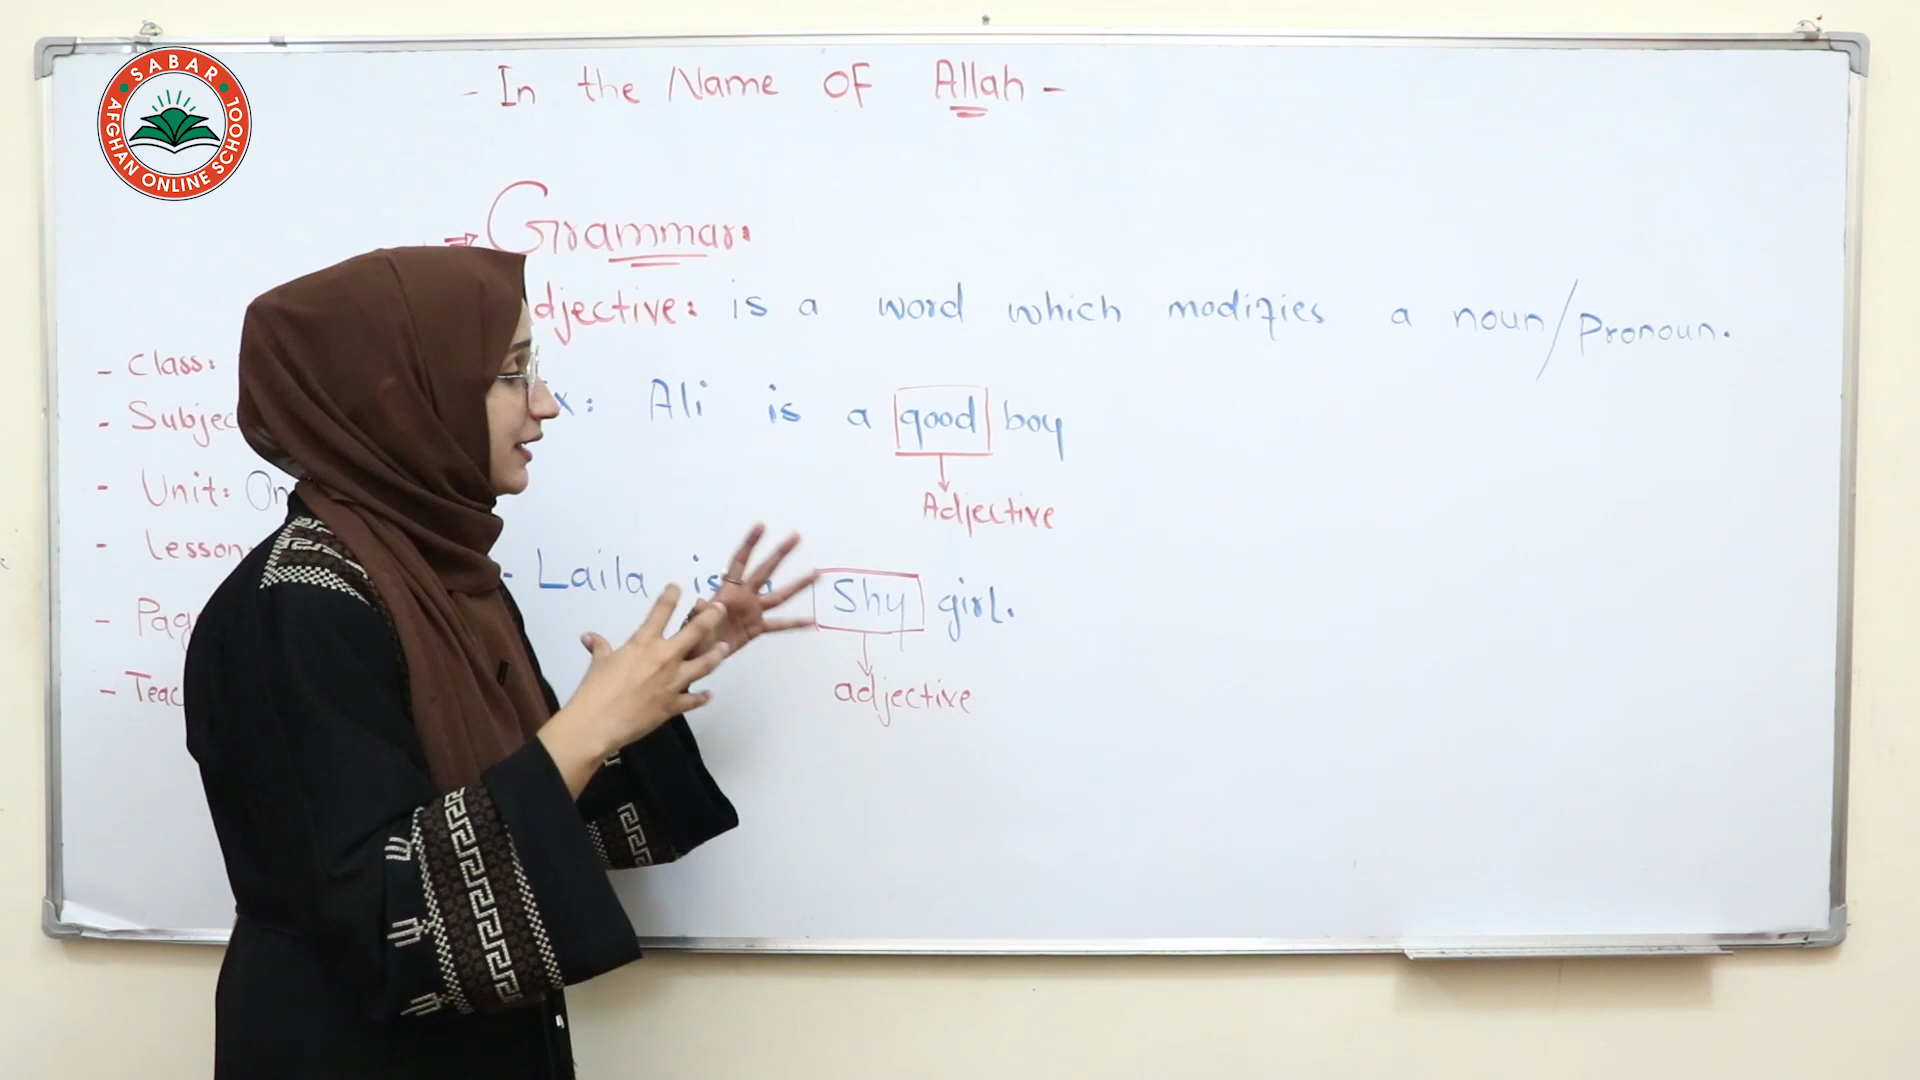 SABAR
AFGHAN ONLINE SCHOOL
- In the Name OF Allah -
⇒ Grammar:
djective: is a word which modifies a noun/Pronoun.
x: Ali is a good boy
Adjective
- Laila is a Shy girl.
adjective
- Class:
- Subjec
- Unit: On
- Lesson
- Pag
- Teac